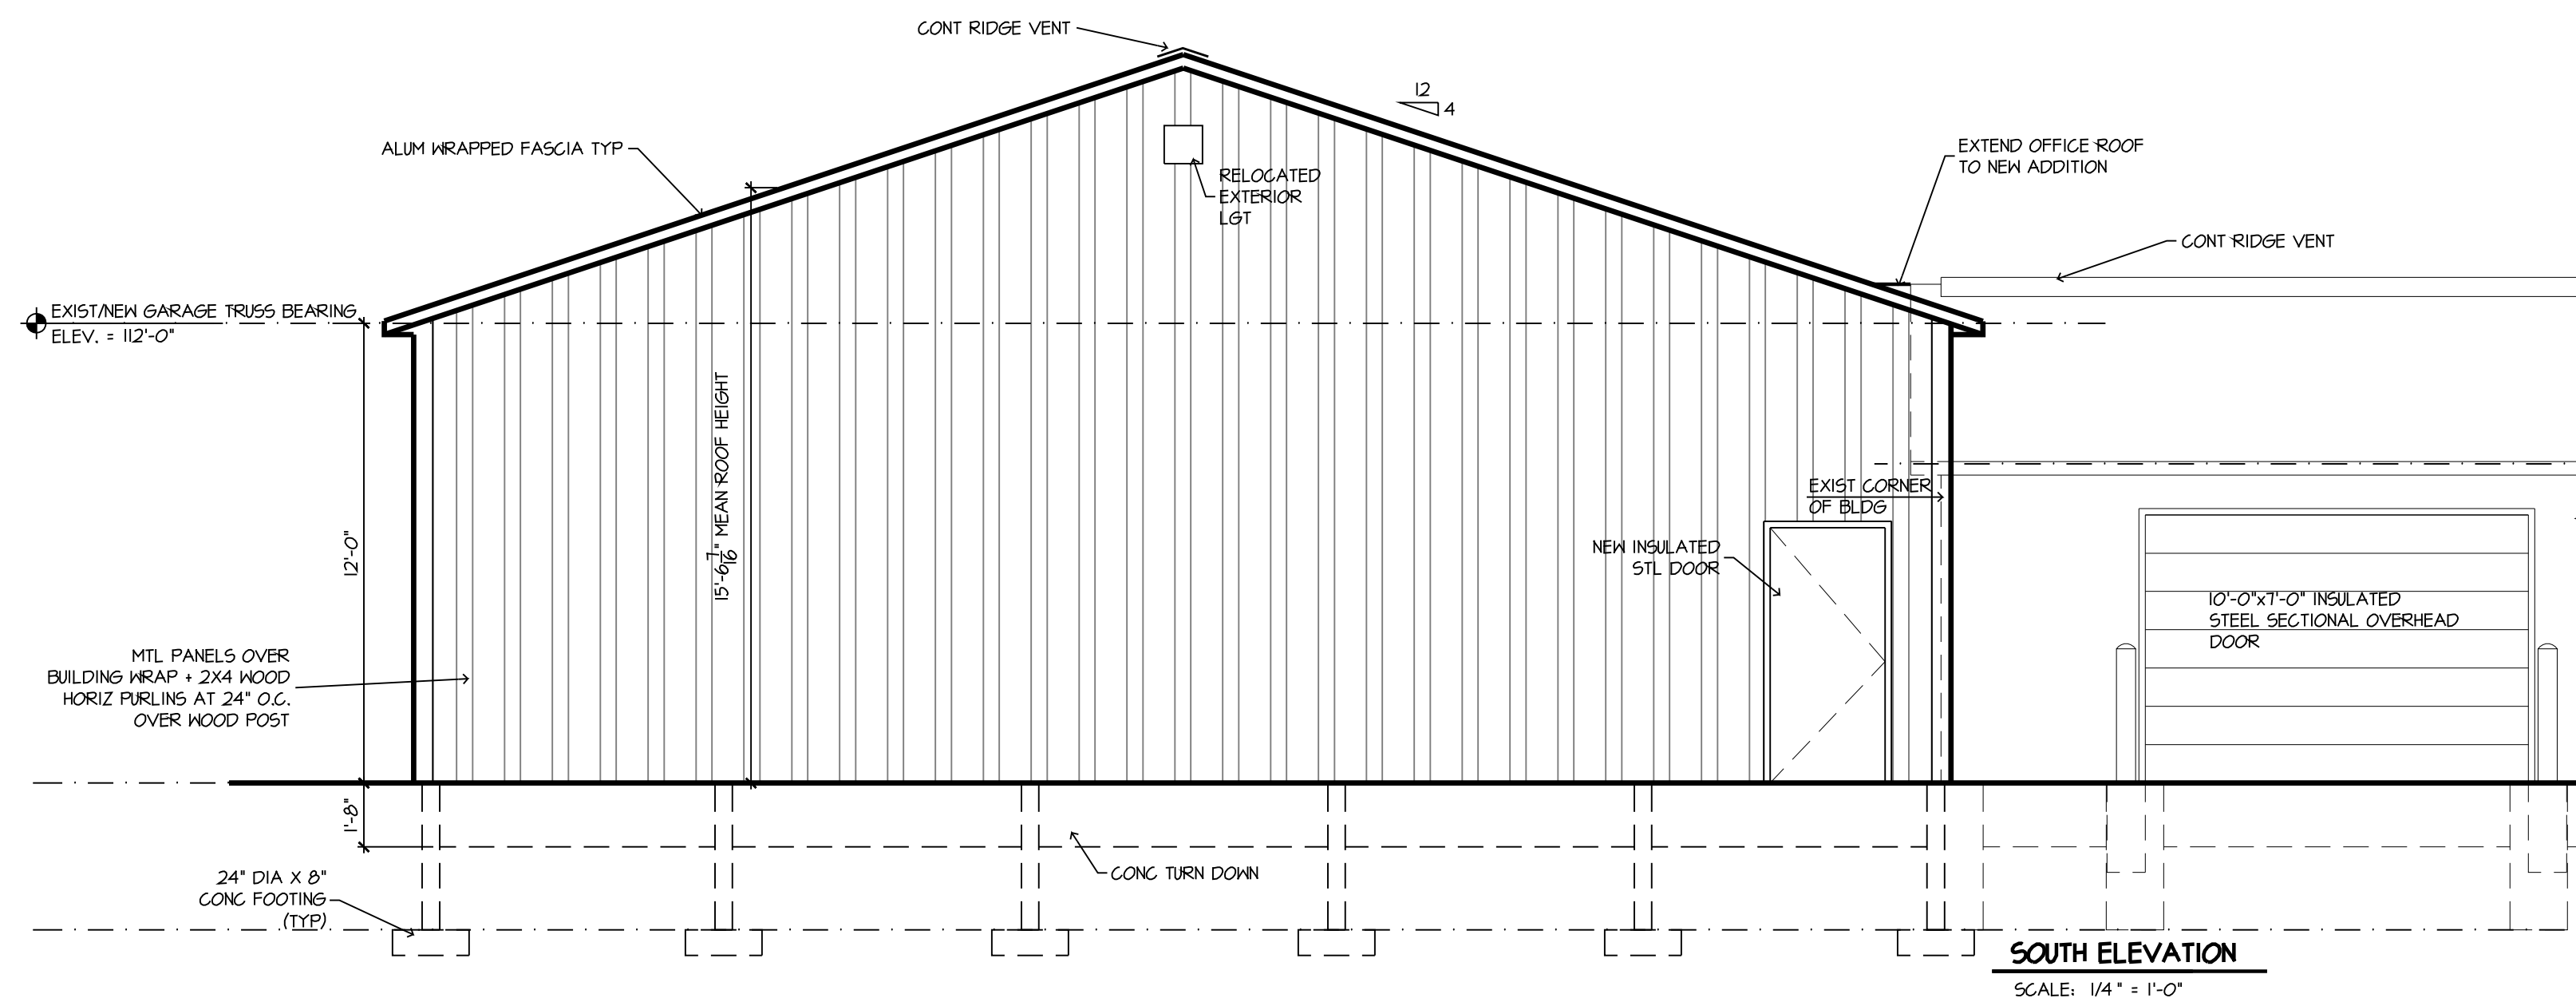 CONT RIDGE VENT
12
4
ALUM WRAPPED FASCIA TYP
EXTEND OFFICE ROOF
TO NEW ADDITION
RELOCATED
EXTERIOR
LGT
CONT RIDGE VENT
EXIST/NEW GARAGE TRUSS BEARING
ELEV. = 112'-0"
15'-6 7/16" MEAN ROOF HEIGHT
12'-0"
EXIST CORNER
OF BLDG
NEW INSULATED
STL DOOR
10'-0"x7'-0" INSULATED
STEEL SECTIONAL OVERHEAD
DOOR
MTL PANELS OVER
BUILDING WRAP + 2X4 WOOD
HORIZ PURLINS AT 24" O.C.
OVER WOOD POST
1'-8"
24" DIA X 8"
CONC FOOTING
(TYP)
CONC TURN DOWN
SOUTH ELEVATION
SCALE: 1/4" = 1'-0"